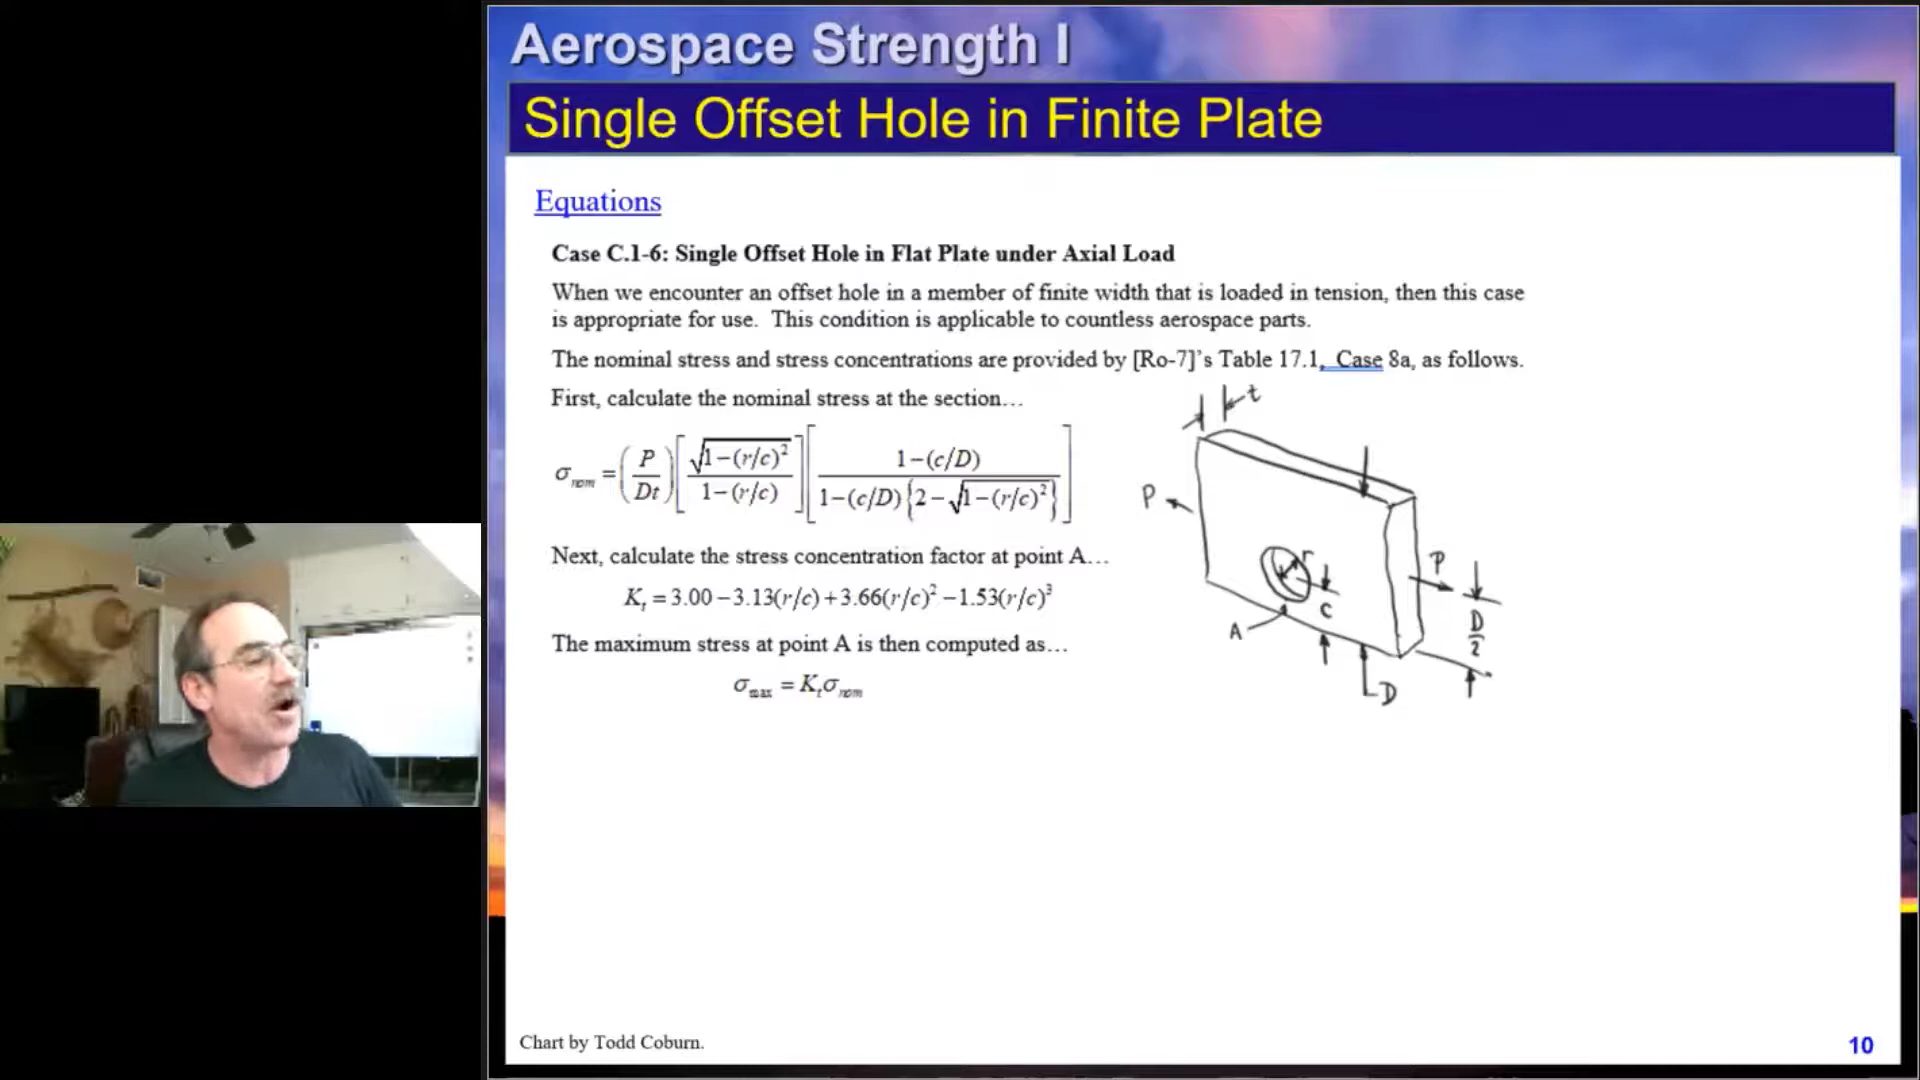 Aerospace Strength I
Single Offset Hole in Finite Plate
Equations
Case C.1-6: Single Offset Hole in Flat Plate under Axial Load
When we encounter an offset hole in a member of finite width that is loaded in tension, then this case
is appropriate for use.  This condition is applicable to countless aerospace parts.
The nominal stress and stress concentrations are provided by [Ro-7]'s Table 17.1, Case 8a, as follows.
First, calculate the nominal stress at the section…
σ_nom = (P/Dt) [√(1-(r/c)²) / (1-(r/c))] [(1-(c/D)) / (1-(c/D){2-√(1-(r/c)²)})]
Next, calculate the stress concentration factor at point A…
K_t = 3.00 - 3.13(r/c) + 3.66(r/c)² - 1.53(r/c)³
The maximum stress at point A is then computed as…
σ_max = K_t σ_nom
t
P
r
P
C
A
D/2
D
Chart by Todd Coburn.
10